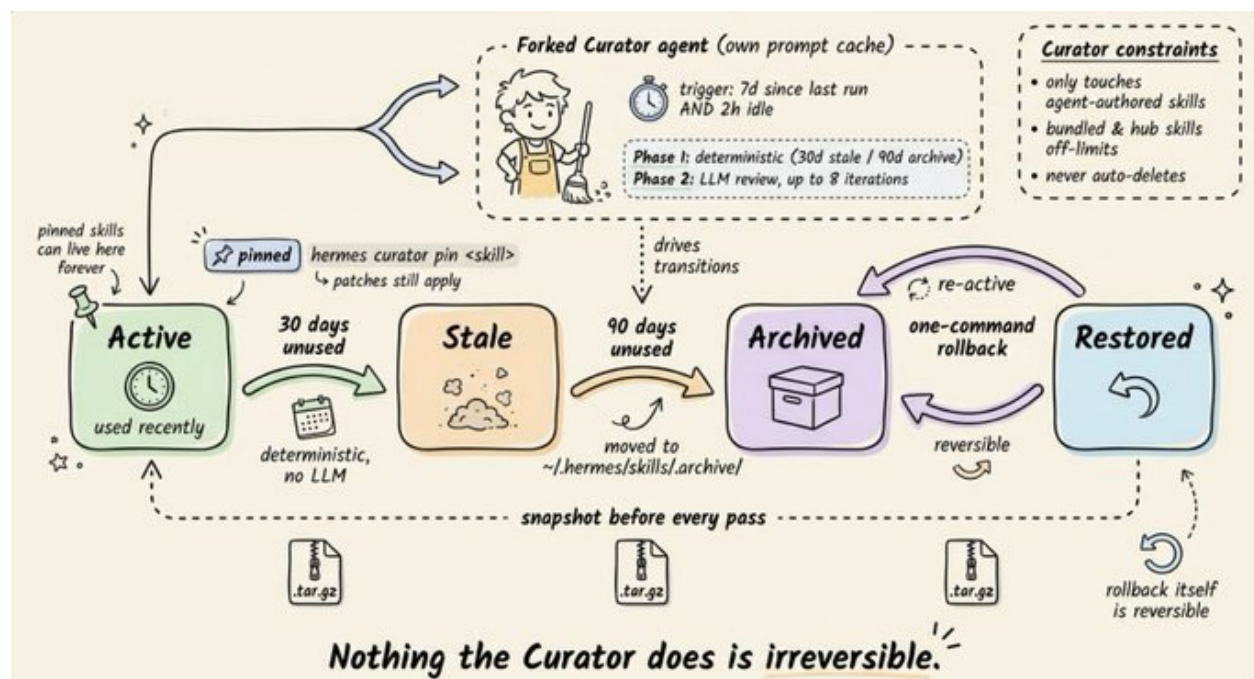 Forked Curator agent (own prompt cache)
trigger: 7d since last run
AND 2h idle
Phase 1: deterministic (30d stale / 90d archive)
Phase 2: LLM review, up to 8 iterations
Curator constraints
• only touches
agent-authored skills
• bundled & hub skills
off-limits
• never auto-deletes
pinned skills
can live here
forever
pinned
hermes curator pin <skill>
↳ patches still apply
drives
transitions
Active
used recently
30 days
unused
deterministic,
no LLM
Stale
90 days
unused
moved to
~/.hermes/skills/.archive/
Archived
re-active
one-command
rollback
reversible
Restored
snapshot before every pass
.tar.gz
.tar.gz
.tar.gz
rollback itself
is reversible
Nothing the Curator does is irreversible.